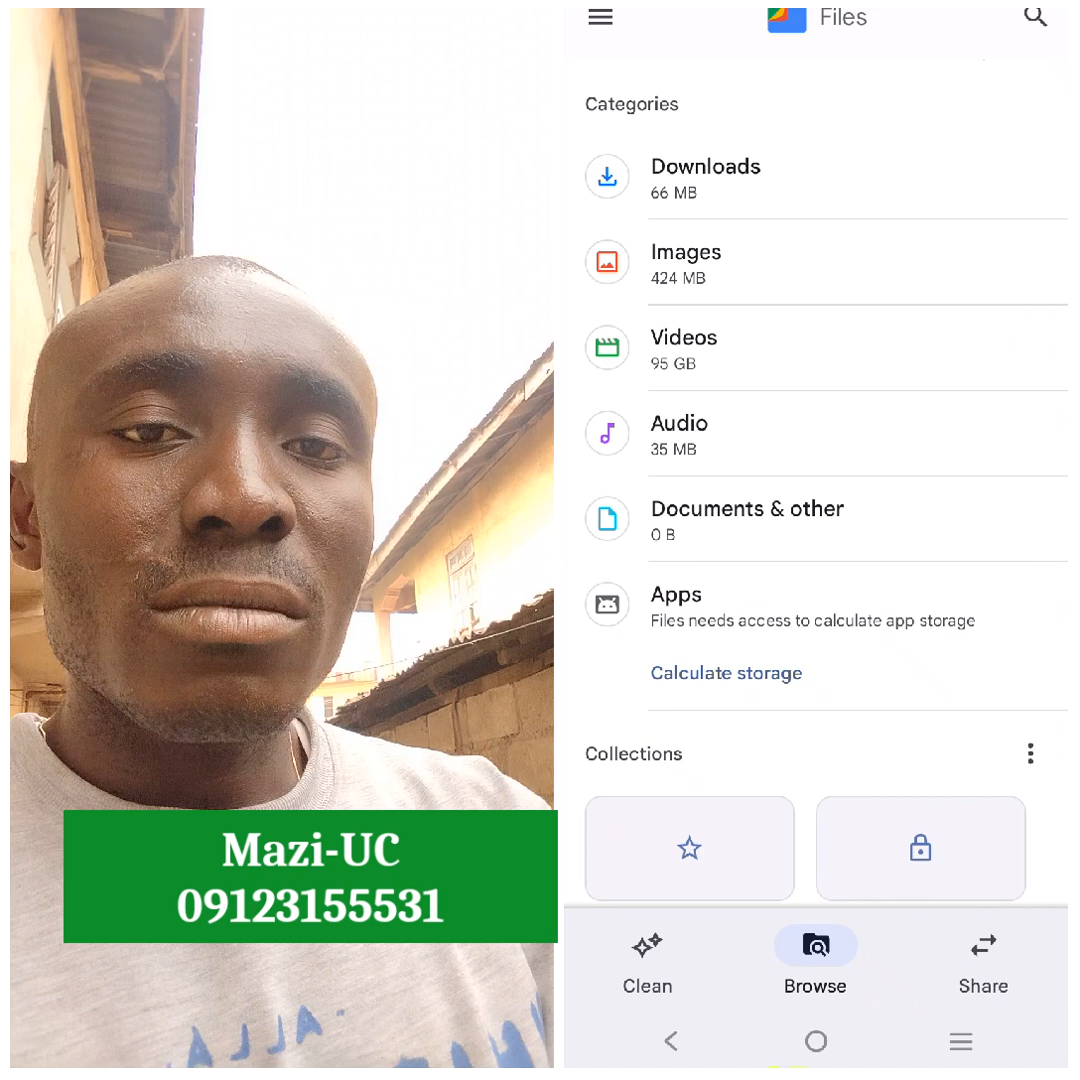 Mazi-UC
09123155531
Files
Categories
Downloads
66 MB
Images
424 MB
Videos
95 GB
Audio
35 MB
Documents & other
0 B
Apps
Files needs access to calculate app storage
Calculate storage
Collections
Clean
Browse
Share